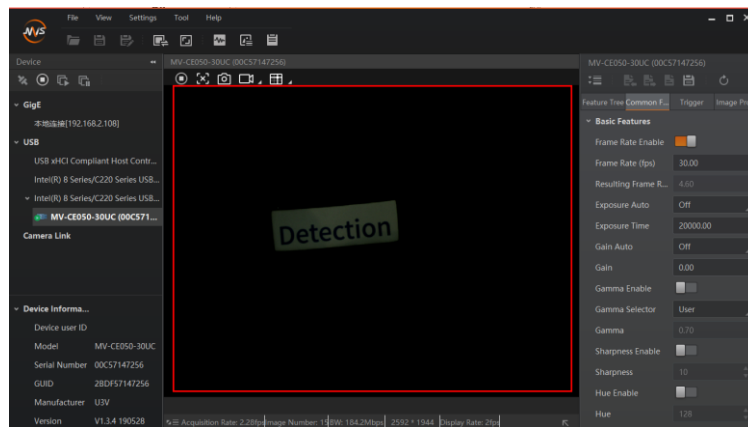 MVS
File View Settings Tool Help
Device
MV-CE050-30UC (00C57147256)
GigE
本地连接[192.168.2.108]
USB
USB xHCI Compliant Host Contr...
Intel(R) 8 Series/C220 Series USB...
Intel(R) 8 Series/C220 Series USB...
MV-CE050-30UC (00C571...
Camera Link
Device Informa...
Device user ID
Model MV-CE050-30UC
Serial Number 00C57147256
GUID 2BDF57147256
Manufacturer U3V
Version V1.3.4 190528
Detection
Acquisition Rate: 2.28fps Image Number: 15 BW: 184.2Mbps 2592 * 1944 Display Rate: 2fps
MV-CE050-30UC (00C57147256)
Feature Tree Common F... Trigger Image Pr
Basic Features
Frame Rate Enable
Frame Rate (fps) 30.00
Resulting Frame R... 4.60
Exposure Auto Off
Exposure Time 20000.00
Gain Auto Off
Gain 0.00
Gamma Enable
Gamma Selector User
Gamma 0.70
Sharpness Enable
Sharpness 10
Hue Enable
Hue 128